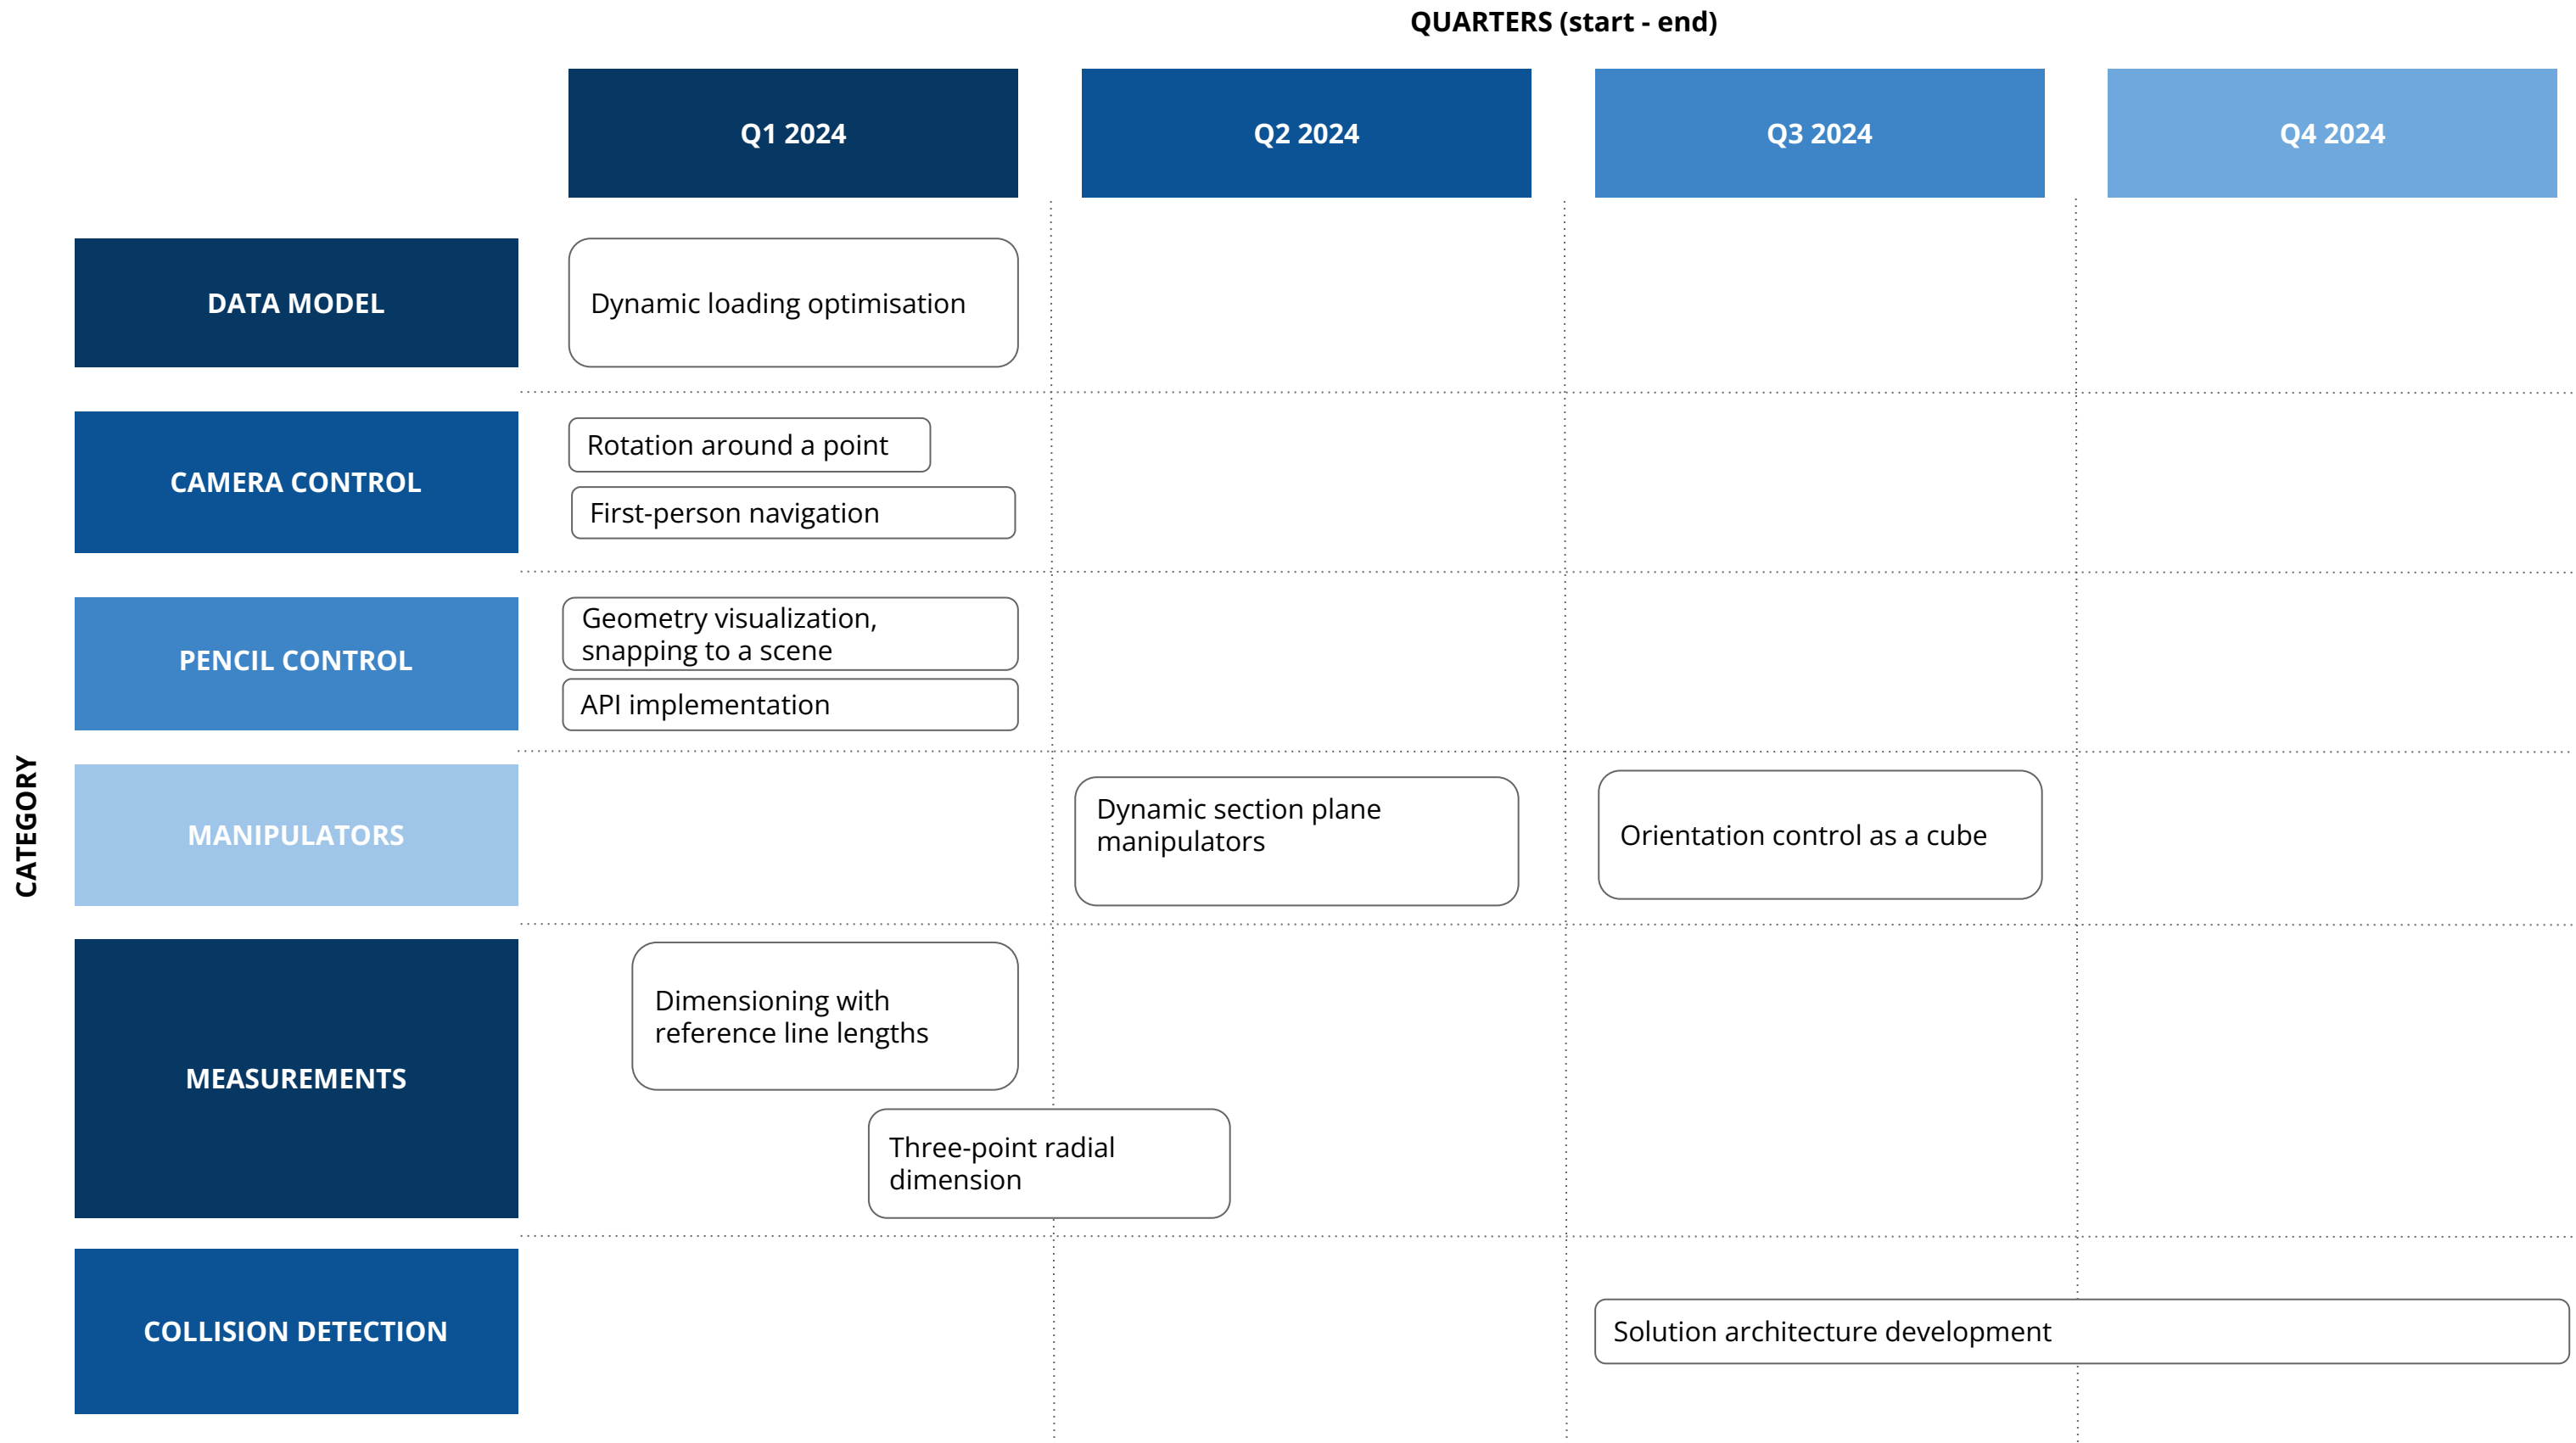 QUARTERS (start - end)
Q1 2024
Q2 2024
Q3 2024
Q4 2024
CATEGORY
DATA MODEL
Dynamic loading optimisation
CAMERA CONTROL
Rotation around a point
First-person navigation
PENCIL CONTROL
Geometry visualization,
snapping to a scene
API implementation
MANIPULATORS
Dynamic section plane
manipulators
Orientation control as a cube
MEASUREMENTS
Dimensioning with
reference line lengths
Three-point radial
dimension
COLLISION DETECTION
Solution architecture development